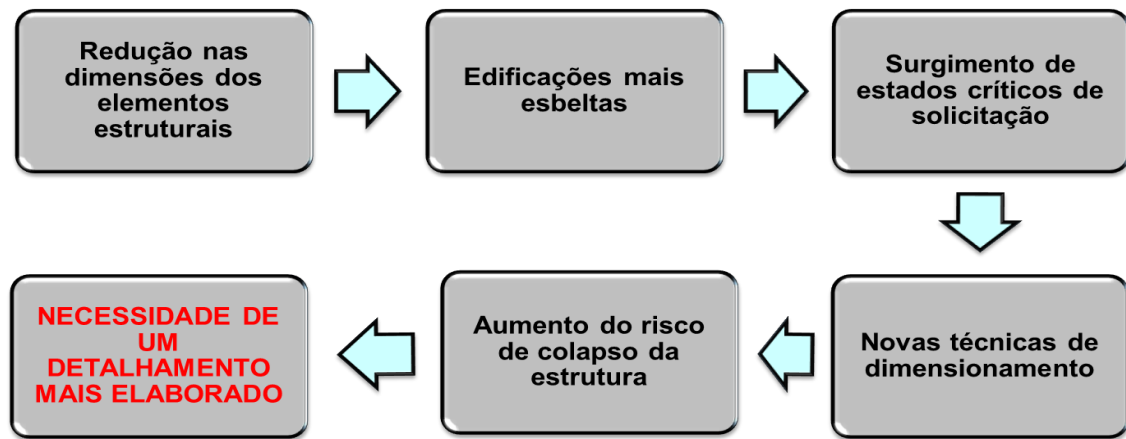 Redução nas
dimensões dos
elementos
estruturais
Edificações mais
esbeltas
Surgimento de
estados críticos de
solicitação
Novas técnicas de
dimensionamento
Aumento do risco
de colapso da
estrutura
NECESSIDADE DE
UM
DETALHAMENTO
MAIS ELABORADO